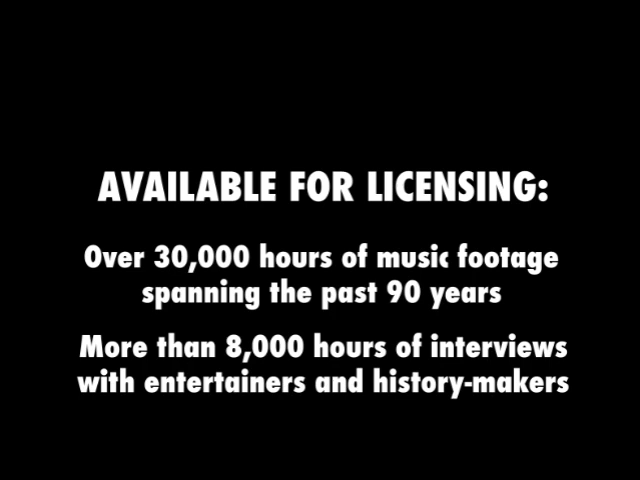 AVAILABLE FOR LICENSING:
Over 30,000 hours of music footage
spanning the past 90 years
More than 8,000 hours of interviews
with entertainers and history-makers